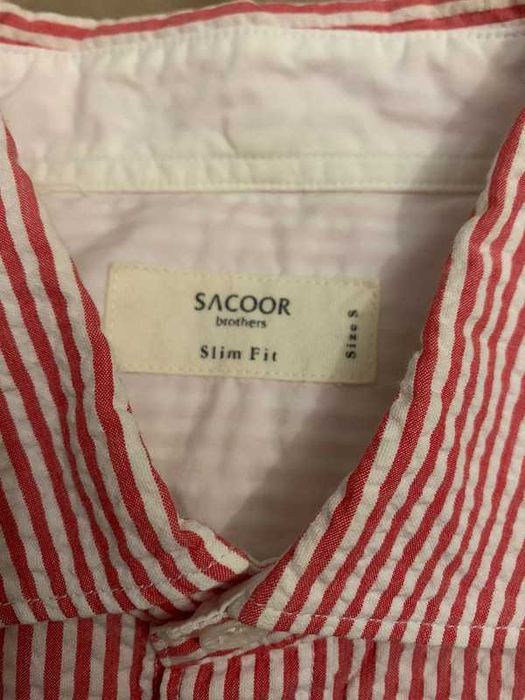 SACOOR
brothers
Slim Fit
Size S